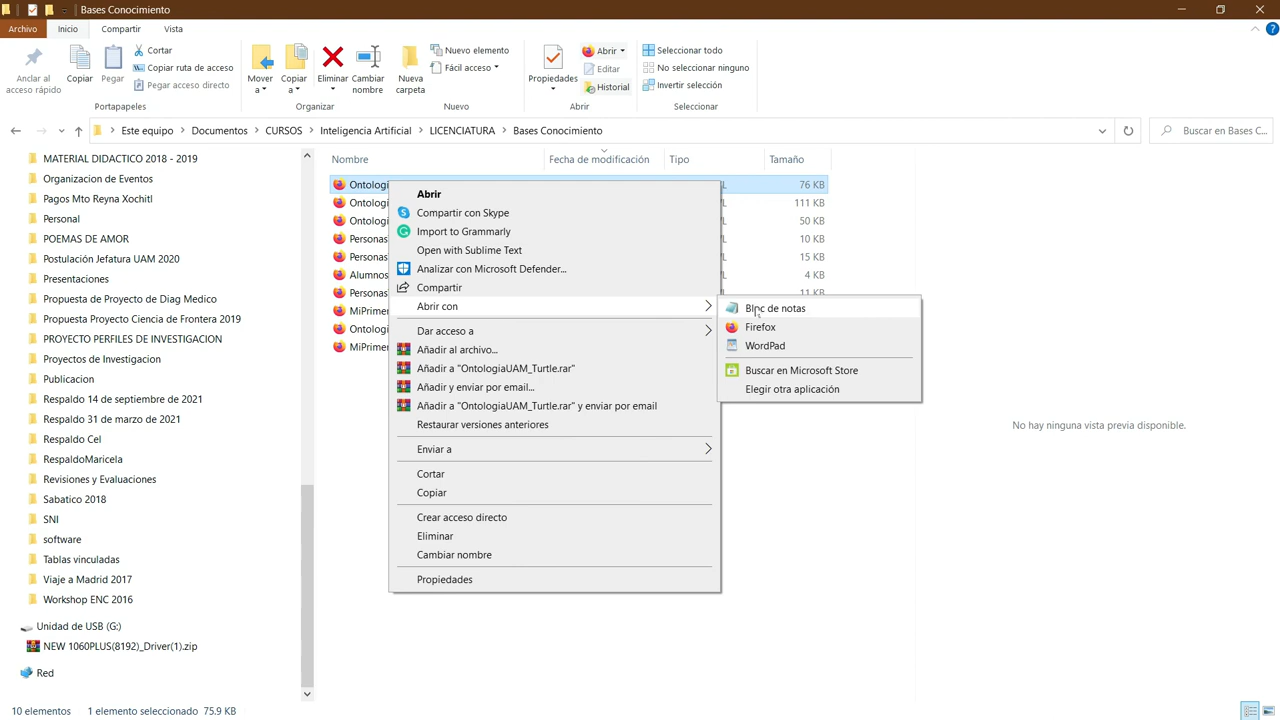 Bases Conocimiento
Archivo Inicio Compartir Vista
Anclar al acceso rápido
Copiar
Pegar
Cortar
Copiar ruta de acceso
Pegar acceso directo
Portapapeles
Mover a
Copiar a
Eliminar
Cambiar nombre
Organizar
Nueva carpeta
Nuevo elemento
Fácil acceso
Nuevo
Propiedades
Abrir
Editar
Historial
Abrir
Seleccionar todo
No seleccionar ninguno
Invertir selección
Seleccionar
Este equipo > Documentos > CURSOS > Inteligencia Artificial > LICENCIATURA > Bases Conocimiento
Buscar en Bases C...
MATERIAL DIDACTICO 2018 - 2019
Organizacion de Eventos
Pagos Mto Reyna Xochitl
Personal
POEMAS DE AMOR
Postulación Jefatura UAM 2020
Presentaciones
Propuesta de Proyecto de Diag Medico
Propuesta Proyecto Ciencia de Frontera 2019
PROYECTO PERFILES DE INVESTIGACION
Proyectos de Investigación
Publicacion
Respaldo 14 de septiembre de 2021
Respaldo 31 de marzo de 2021
Respaldo Cel
RespaldoMaricela
Revisiones y Evaluaciones
Sabatico 2018
SNI
software
Tablas vinculadas
Viaje a Madrid 2017
Workshop ENC 2016
Unidad de USB (G:)
NEW 1060PLUS(8192)_Driver(1).zip
Red
Nombre Fecha de modificación Tipo Tamaño
Ontologi L 76 KB
Ontologi L 111 KB
Ontologi L 50 KB
Personas L 10 KB
Personas L 15 KB
Alumnos L 4 KB
Personas L 11 KB
MiPrimer
Ontologi
MiPrimer
Abrir
Compartir con Skype
Import to Grammarly
Open with Sublime Text
Analizar con Microsoft Defender...
Compartir
Abrir con
Dar acceso a
Añadir al archivo...
Añadir a "OntologiaUAM_Turtle.rar"
Añadir y enviar por email...
Añadir a "OntologiaUAM_Turtle.rar" y enviar por email
Restaurar versiones anteriores
Enviar a
Cortar
Copiar
Crear acceso directo
Eliminar
Cambiar nombre
Propiedades
Bloc de notas
Firefox
WordPad
Buscar en Microsoft Store
Elegir otra aplicación
No hay ninguna vista previa disponible.
10 elementos 1 elemento seleccionado 75.9 KB